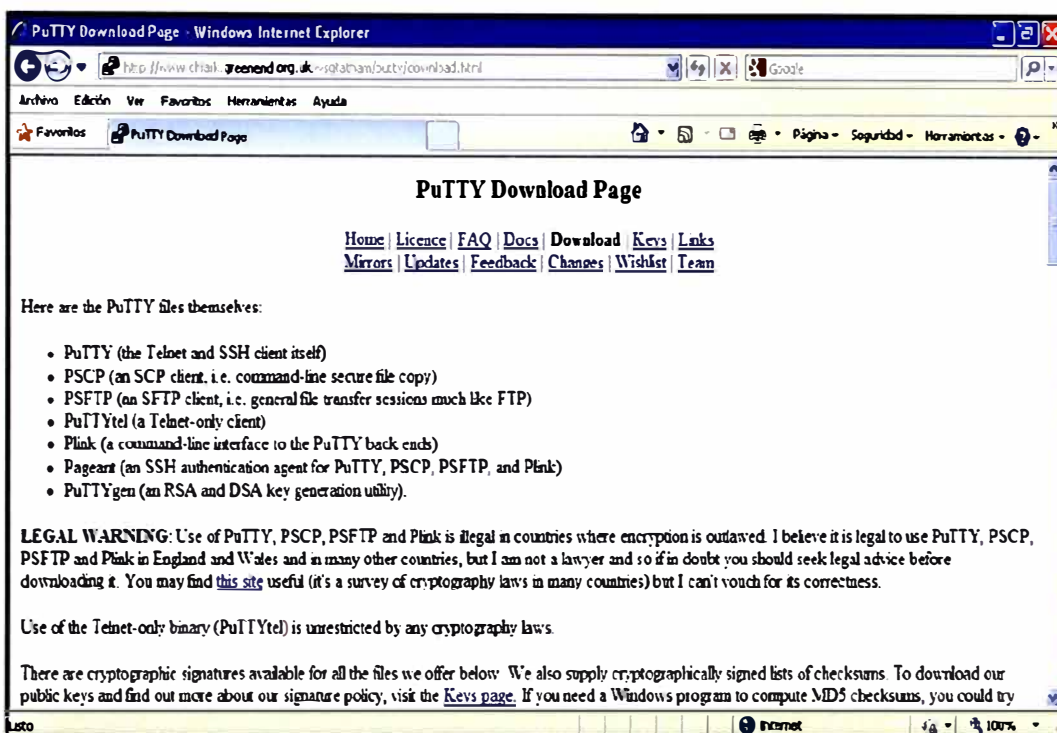 PuTTY Download Page - Windows Internet Explorer
http://www.chiark.greenend.org.uk/~sgtatham/putty/download.html
Google
Archivo Edición Ver Favoritos Herramientas Ayuda
Favoritos PuTTY Download Page Página Seguridad Herramientas
PuTTY Download Page
Home | Licence | FAQ | Docs | Download | Keys | Links
Mirrors | Updates | Feedback | Changes | Wishlist | Team
Here are the PuTTY files themselves:
• PuTTY (the Telnet and SSH client itself)
• PSCP (an SCP client, i.e. command-line secure file copy)
• PSFTP (an SFTP client, i.e. general file transfer sessions much like FTP)
• PuTTYtel (a Telnet-only client)
• Plink (a command-line interface to the PuTTY back ends)
• Pageant (an SSH authentication agent for PuTTY, PSCP, PSFTP, and Plink)
• PuTTYgen (an RSA and DSA key generation utility).
LEGAL WARNING: Use of PuTTY, PSCP, PSFTP and Plink is illegal in countries where encryption is outlawed. I believe it is legal to use PuTTY, PSCP,
PSFTP and Plink in England and Wales and in many other countries, but I am not a lawyer and so if in doubt you should seek legal advice before
downloading it. You may find this site useful (it's a survey of cryptography laws in many countries) but I can't vouch for its correctness.
Use of the Telnet-only binary (PuTTYtel) is unrestricted by any cryptography laws.
There are cryptographic signatures available for all the files we offer below. We also supply cryptographically signed lists of checksums. To download our
public keys and find out more about our signature policy, visit the Keys page. If you need a Windows program to compute MD5 checksums, you could try
Listo Internet 100%